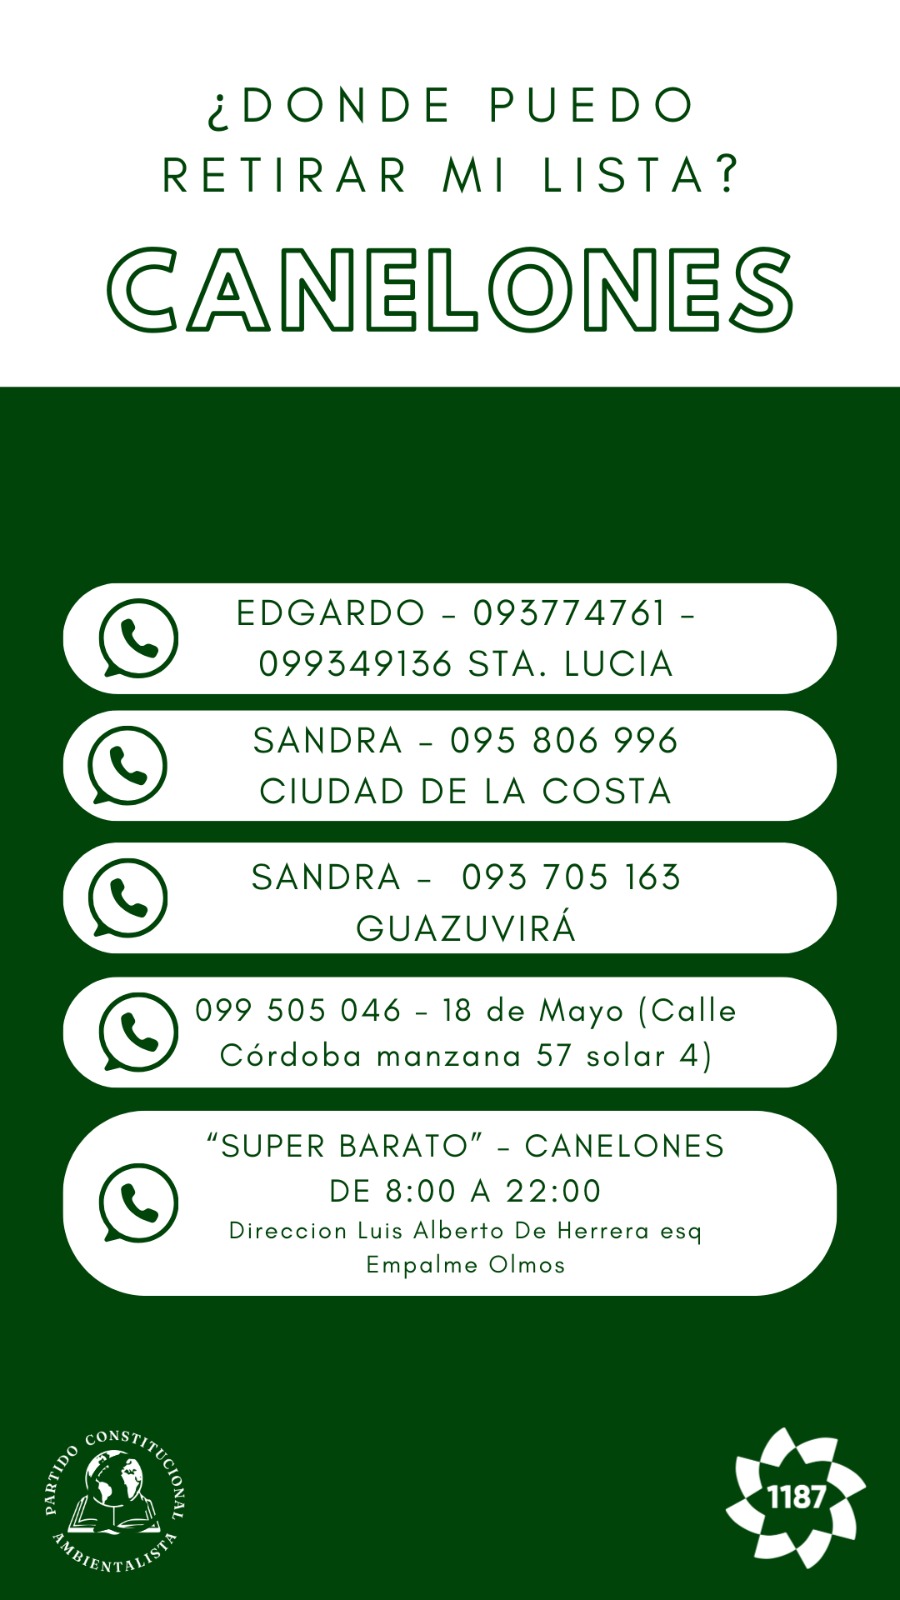 ¿DONDE PUEDO
RETIRAR MI LISTA?
CANELONES
EDGARDO - 093774761 -
099349136 STA. LUCIA
SANDRA - 095 806 996
CIUDAD DE LA COSTA
SANDRA - 093 705 163
GUAZUVIRÁ
099 505 046 - 18 de Mayo (Calle
Córdoba manzana 57 solar 4)
“SUPER BARATO” - CANELONES
DE 8:00 A 22:00
Direccion Luis Alberto De Herrera esq
Empalme Olmos
PARTIDO CONSTITUCIONAL
AMBIENTALISTA
1187